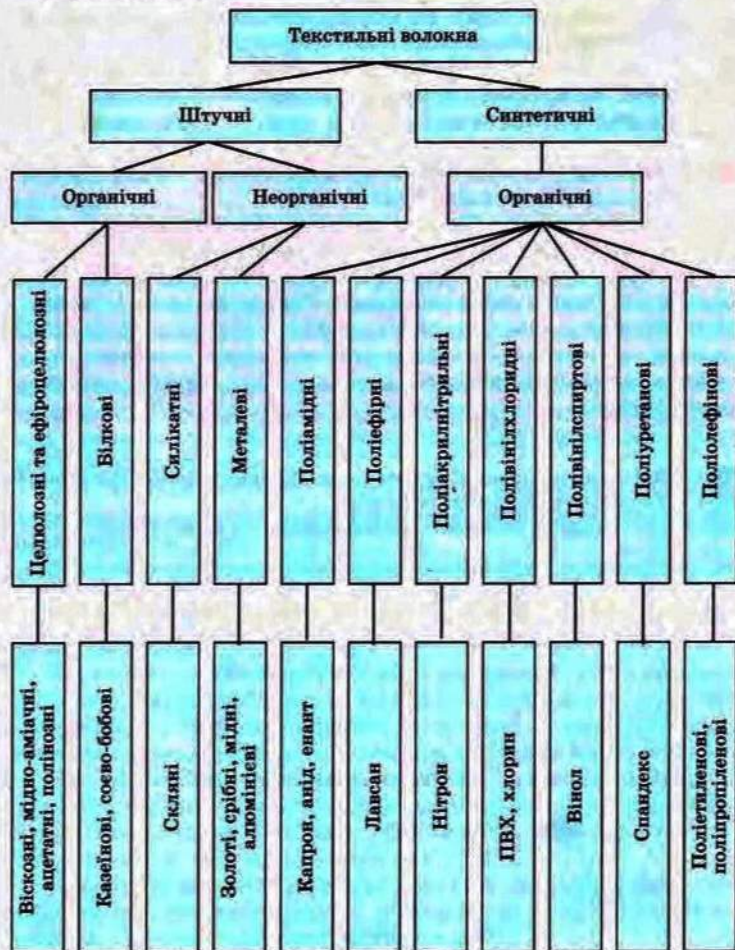 Текстильні волокна
Штучні
Синтетичні
Органічні
Неорганічні
Органічні
Целюлозні та ефіроцелюлозні
Білкові
Силікатні
Металеві
Поліамідні
Поліефірні
Поліакрилнітрильні
Полівінілхлоридні
Полівінілспиртові
Поліуретанові
Поліолефінові
Віскозні, мідно-аміачні,
ацетатні, полінозні
Казеїнові, соєво-бобові
Скляні
Золоті, срібні, мідні,
алюмінієві
Капрон, анід, енант
Лавсан
Нітрон
ПВХ, хлорин
Вінол
Спандекс
Поліетиленові,
поліпропіленові